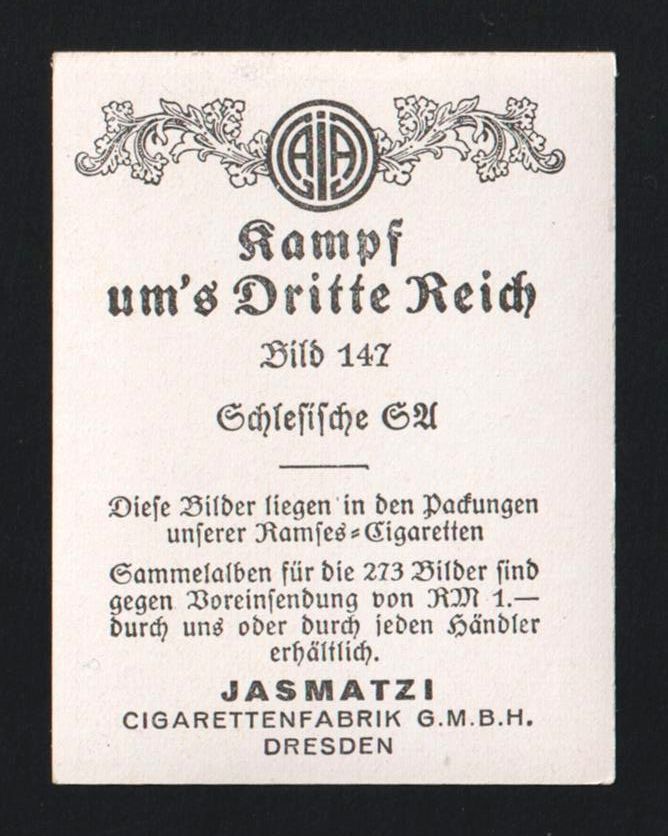 AJA
Kampf
um's Dritte Reich
Bild 147
Schlesische SA
Diese Bilder liegen in den Packungen
unserer Ramses-Cigaretten
Sammelalben für die 273 Bilder sind
gegen Voreinsendung von RM 1.—
durch uns oder durch jeden Händler
erhältlich.
JASMATZI
CIGARETTENFABRIK G.M.B.H.
DRESDEN